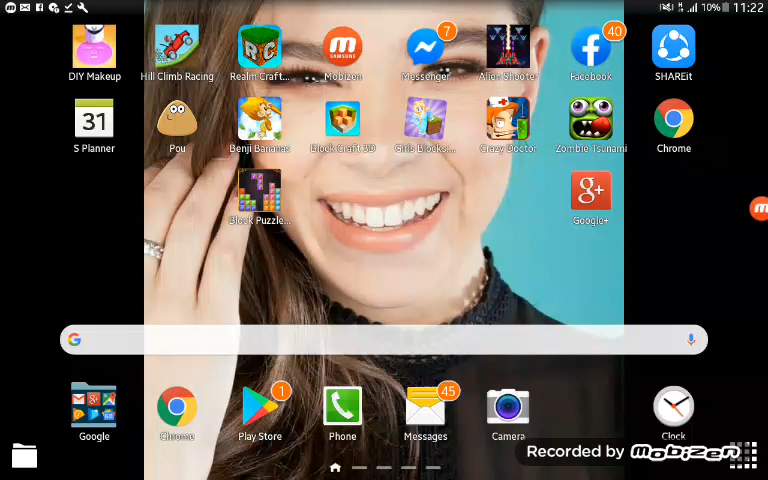 10% 11:22
7
40
DIY Makeup
Hill Climb Racing
Realm Craft...
Mobizen
Messenger
Alien Shooter
Facebook
SHAREit
31
S Planner
Pou
Benji Bananas
Block Craft 3D
Girls Blocks...
Crazy Doctor
Zombie Tsunami
Chrome
Block Puzzle...
g+
Google+
1
45
Google
Chrome
Play Store
Phone
Messages
Camera
Clock
Recorded by Mobizen